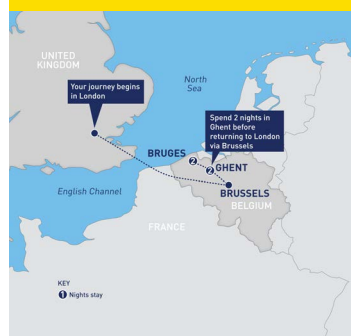 UNITED
KINGDOM
North
Sea
Your journey begins
in London
Spend 2 nights in
Ghent before
returning to London
via Brussels
BRUGES
2
2
GHENT
English Channel
BRUSSELS
BELGIUM
FRANCE
KEY
1 Nights stay